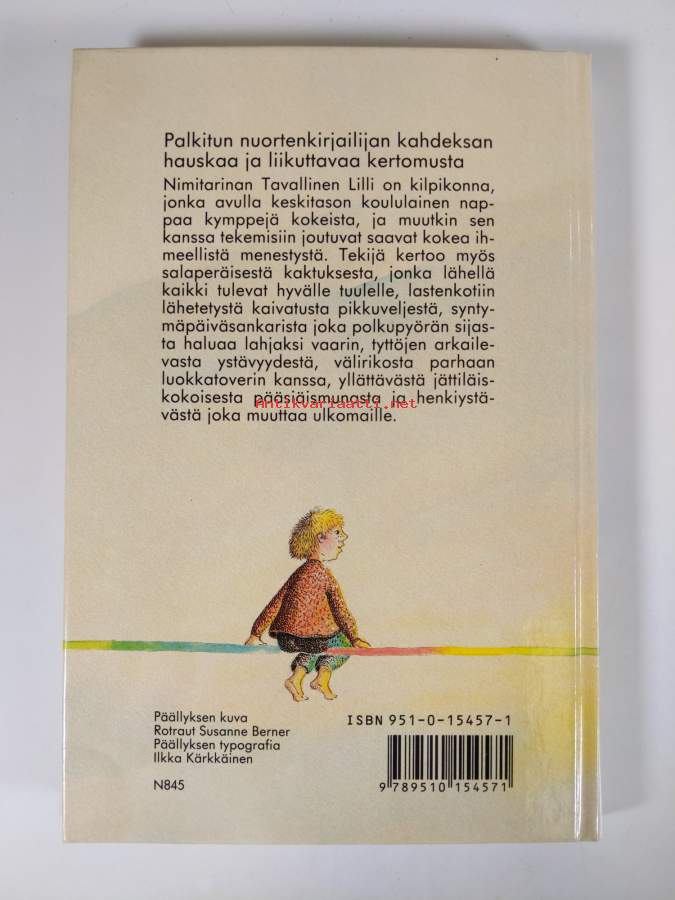 Palkitun nuortenkirjailijan kahdeksan
hauskaa ja liikuttavaa kertomusta
Nimitarinan Tavallinen Lilli on kilpikonna,
jonka avulla keskitason koululainen nap-
paa kymppejä kokeista, ja muutkin sen
kanssa tekemisiin joutuvat saavat kokea ih-
meellistä menestystä. Tekijä kertoo myös
salaperäisestä kaktuksesta, jonka lähellä
kaikki tulevat hyvälle tuulelle, lastenkotiin
lähetetystä kaivatusta pikkuveljestä, synty-
mäpäiväsankarista joka polkupyörän sijas-
ta haluaa lahjaksi vaarin, tyttöjen arkaile-
vasta ystävyydestä, välirikosta parhaan
luokkatoverin kanssa, yllättävästä jättiläis-
kokoisesta pääsiäismunasta ja henkiystä-
Antikvariaatti.net
västä joka muuttaa ulkomaille.
Päällyksen kuva
Rotraut Susanne Berner
Päällyksen typografia
Ilkka Kärkkäinen
N845
ISBN 951-0-15457-1
9 789510 154571